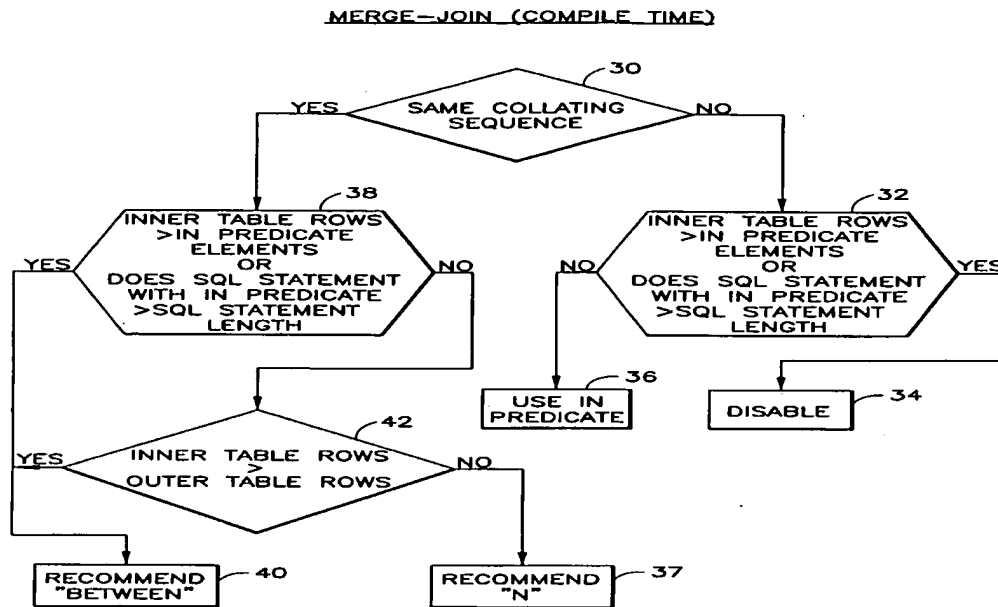 MERGE-JOIN (COMPILE TIME)
30
YES
SAME COLLATING
SEQUENCE
NO
38
INNER TABLE ROWS
>IN PREDICATE
ELEMENTS
OR
DOES SQL STATEMENT
WITH IN PREDICATE
>SQL STATEMENT
LENGTH
YES
NO
32
INNER TABLE ROWS
>IN PREDICATE
ELEMENTS
OR
DOES SQL STATEMENT
WITH IN PREDICATE
>SQL STATEMENT
LENGTH
NO
YES
36
USE IN
PREDICATE
34
DISABLE
42
YES
INNER TABLE ROWS
>
OUTER TABLE ROWS
NO
RECOMMEND
"BETWEEN"
40
RECOMMEND
"N"
37